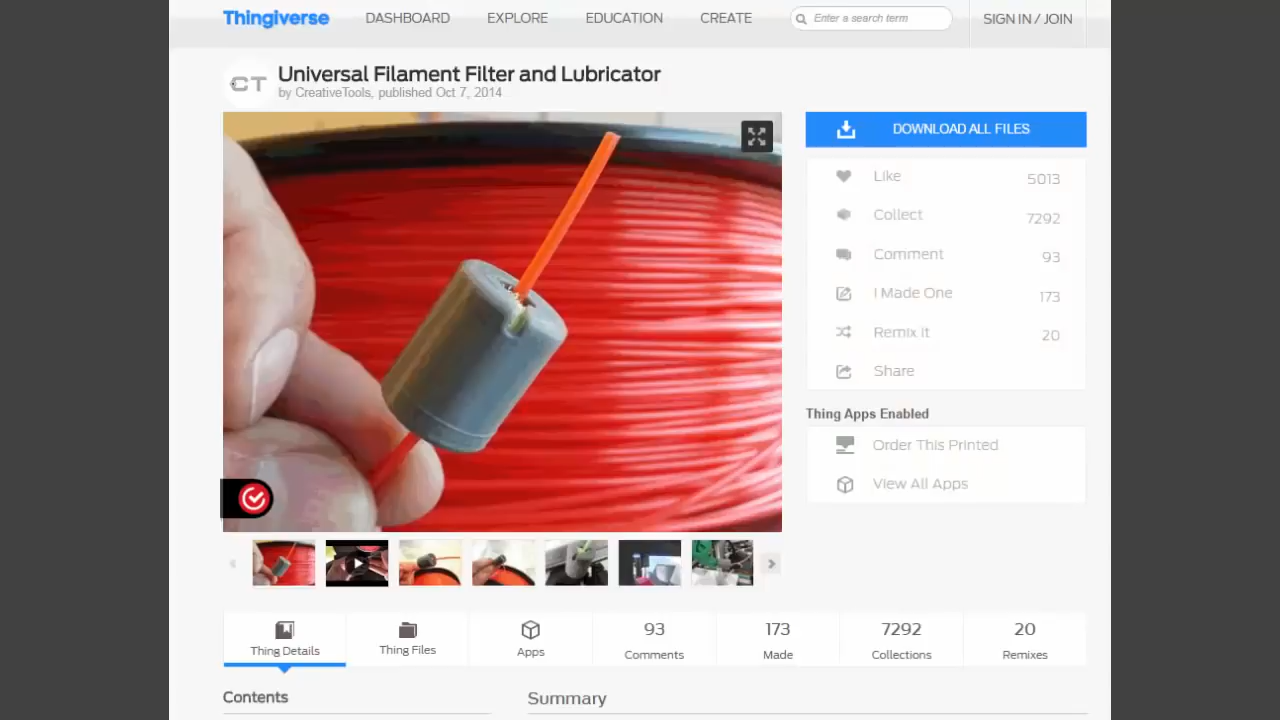 Thingiverse DASHBOARD EXPLORE EDUCATION CREATE Enter a search term SIGN IN / JOIN
CT
Universal Filament Filter and Lubricator
by CreativeTools, published Oct 7, 2014
DOWNLOAD ALL FILES
Like 5013
Collect 7292
Comment 93
I Made One 173
Remix it 20
Share
Thing Apps Enabled
Order This Printed
View All Apps
Thing Details
Thing Files
Apps
93
Comments
173
Made
7292
Collections
20
Remixes
Contents
Summary